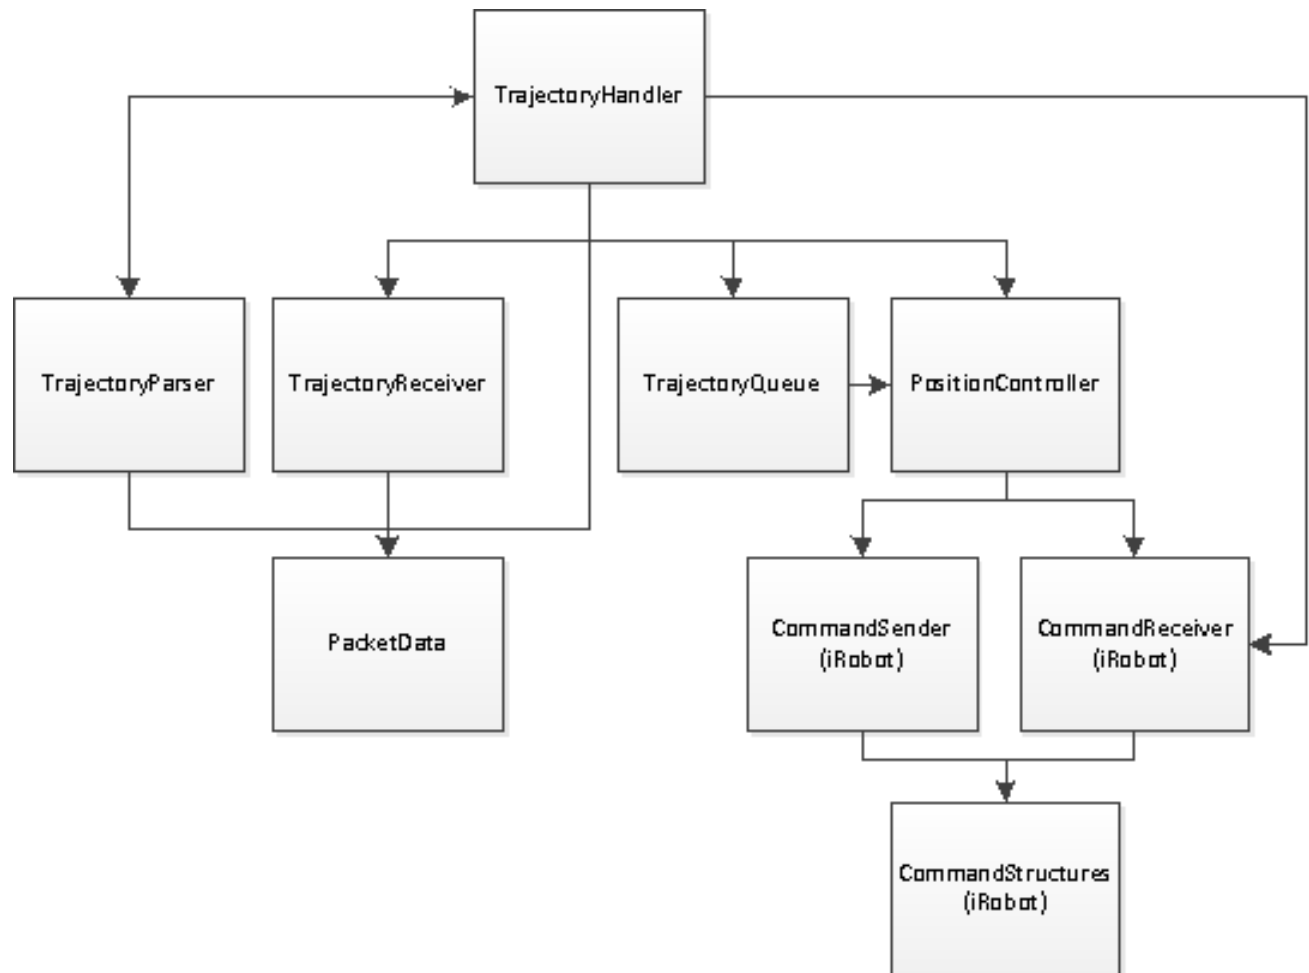 TrajectoryHandler
TrajectoryParser
TrajectoryReceiver
TrajectoryQueue
PositionController
PacketData
CommandSender
(iRobot)
CommandReceiver
(iRobot)
CommandStructures
(iRobot)